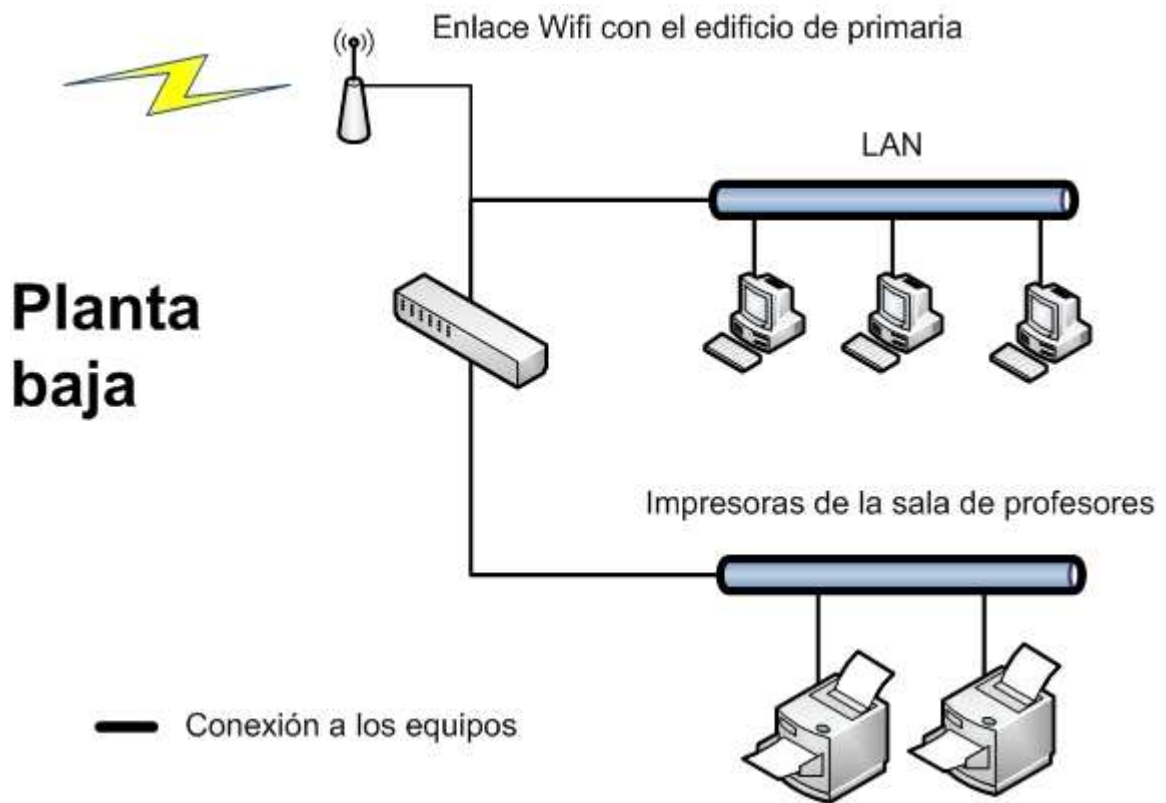 Enlace Wifi con el edificio de primaria
LAN
Planta
baja
Impresoras de la sala de profesores
Conexión a los equipos